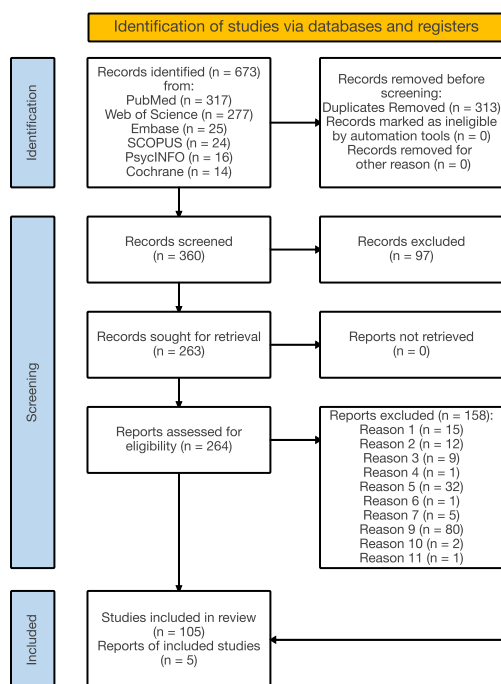 Identification of studies via databases and registers
Identification
Records identified (n = 673)
from:
PubMed (n = 317)
Web of Science (n = 277)
Embase (n = 25)
SCOPUS (n = 24)
PsycINFO (n = 16)
Cochrane (n = 14)
Records removed before
screening:
Duplicates Removed (n = 313)
Records marked as ineligible
by automation tools (n = 0)
Records removed for
other reason (n = 0)
Screening
Records screened
(n = 360)
Records excluded
(n = 97)
Records sought for retrieval
(n = 263)
Reports not retrieved
(n = 0)
Reports assessed for
eligibility (n = 264)
Reports excluded (n = 158):
Reason 1 (n = 15)
Reason 2 (n = 12)
Reason 3 (n = 9)
Reason 4 (n = 1)
Reason 5 (n = 32)
Reason 6 (n = 1)
Reason 7 (n = 5)
Reason 9 (n = 80)
Reason 10 (n = 2)
Reason 11 (n = 1)
Included
Studies included in review
(n = 105)
Reports of included studies
(n = 5)